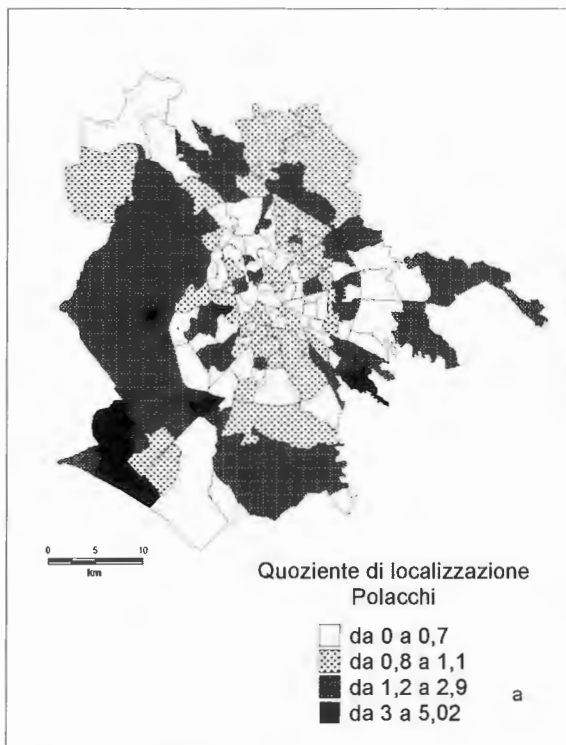 0 5 10
km
Quoziente di localizzazione
Polacchi
da 0 a 0,7
da 0,8 a 1,1
da 1,2 a 2,9
da 3 a 5,02
a